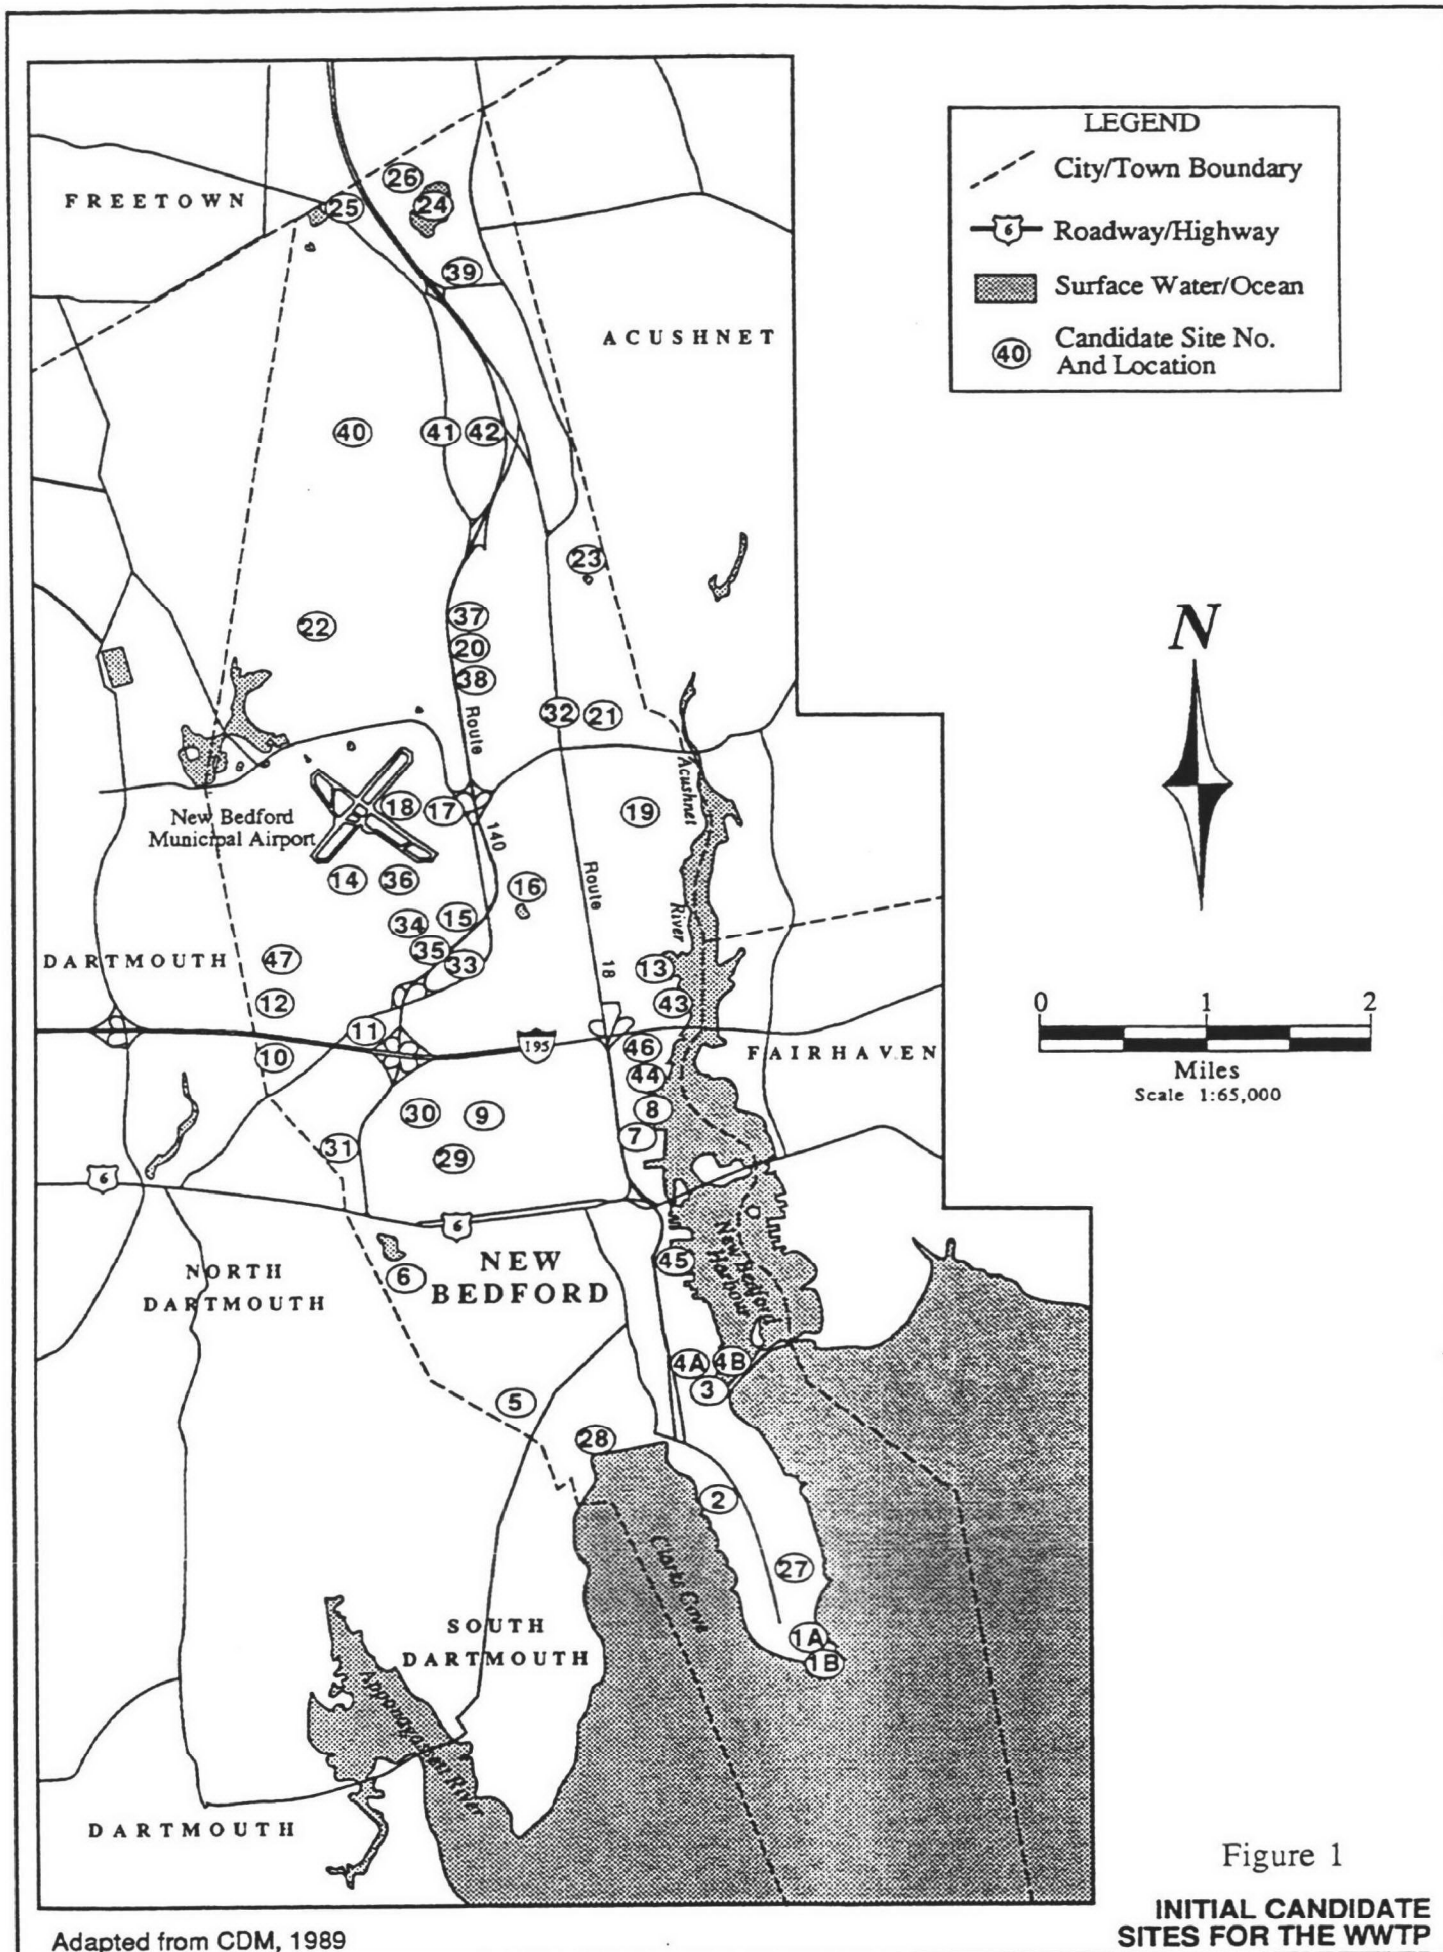 LEGEND
City/Town Boundary
6
Roadway/Highway
Surface Water/Ocean
40
Candidate Site No.
And Location
FREETOWN
26
25
24
39
ACUSHNET
40
41
42
23
22
37
20
38
Route
32
21
N
Acushnet
New Bedford
Municipal Airport
18
17
19
140
14
36
16
Route
34
15
River
35
33
DARTMOUTH
47
13
18
12
43
0 1 2
Miles
Scale 1:65,000
11
195
46
FAIRHAVEN
10
44
30
9
8
7
31
29
6
6
NEW
BEDFORD
6
45
New Bedford
Harbour
NORTH
DARTMOUTH
4A
4B
3
5
28
2
Clarks Cove
27
1A
1B
SOUTH
DARTMOUTH
Apponagansett River
DARTMOUTH
Figure 1
INITIAL CANDIDATE
SITES FOR THE WWTP
Adapted from CDM, 1989